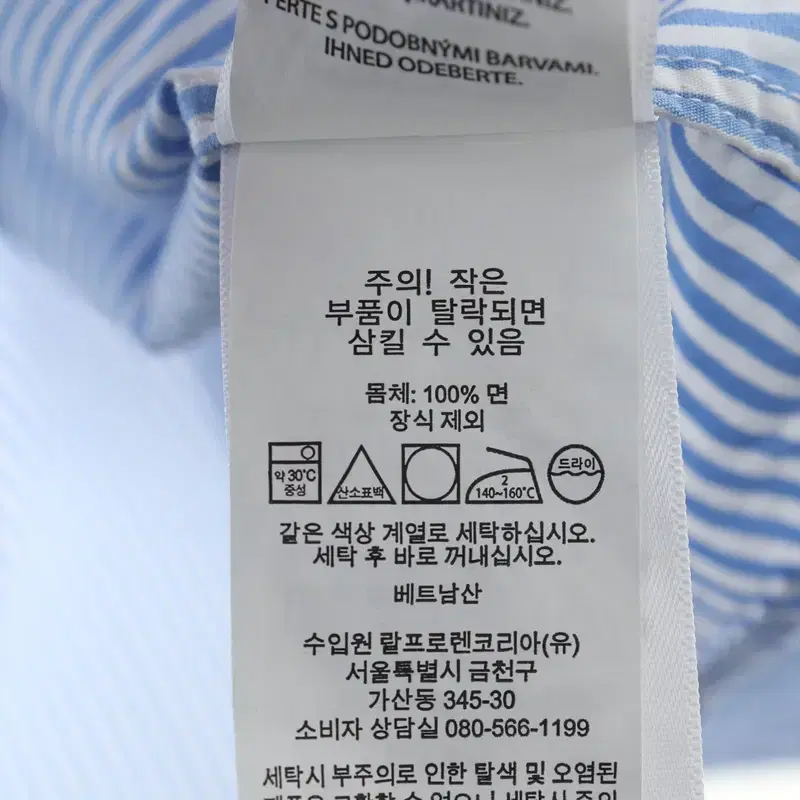 PERTE S PODOBNÝMI BARVAMI.
IHNED ODEBERTE.
주의! 작은
부품이 탈락되면
삼킬 수 있음
몸체: 100% 면
장식 제외
약 30℃
중성
산소표백
2
140~160℃
드라이
같은 색상 계열로 세탁하십시오.
세탁 후 바로 꺼내십시오.
베트남산
수입원 랄프로렌코리아(유)
서울특별시 금천구
가산동 345-30
소비자 상담실 080-566-1199
세탁시 부주의로 인한 탈색 및 오염된